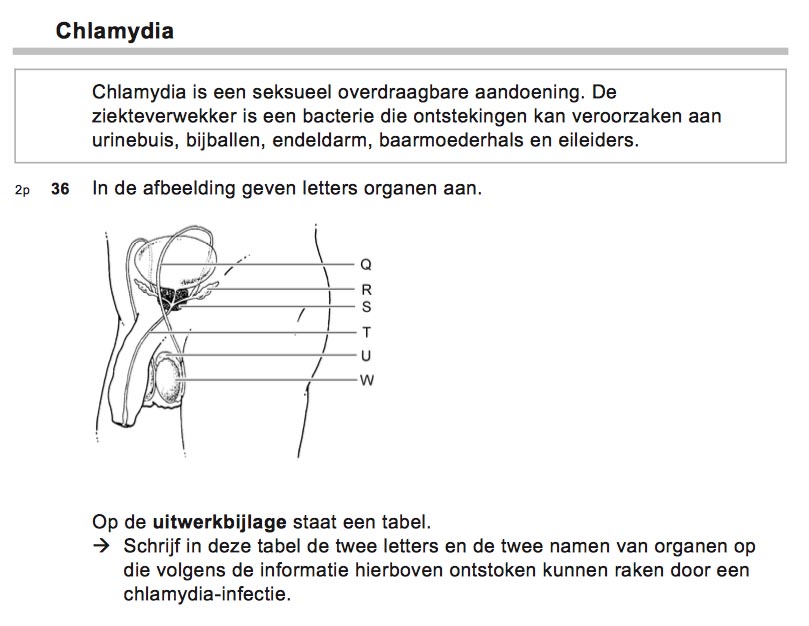 Chlamydia
Chlamydia is een seksueel overdraagbare aandoening. De
ziekteverwekker is een bacterie die ontstekingen kan veroorzaken aan
urinebuis, bijballen, endeldarm, baarmoederhals en eileiders.
2p 36 In de afbeelding geven letters organen aan.
Q
R
S
T
U
W
Op de uitwerkbijlage staat een tabel.
→ Schrijf in deze tabel de twee letters en de twee namen van organen op
die volgens de informatie hierboven ontstoken kunnen raken door een
chlamydia-infectie.